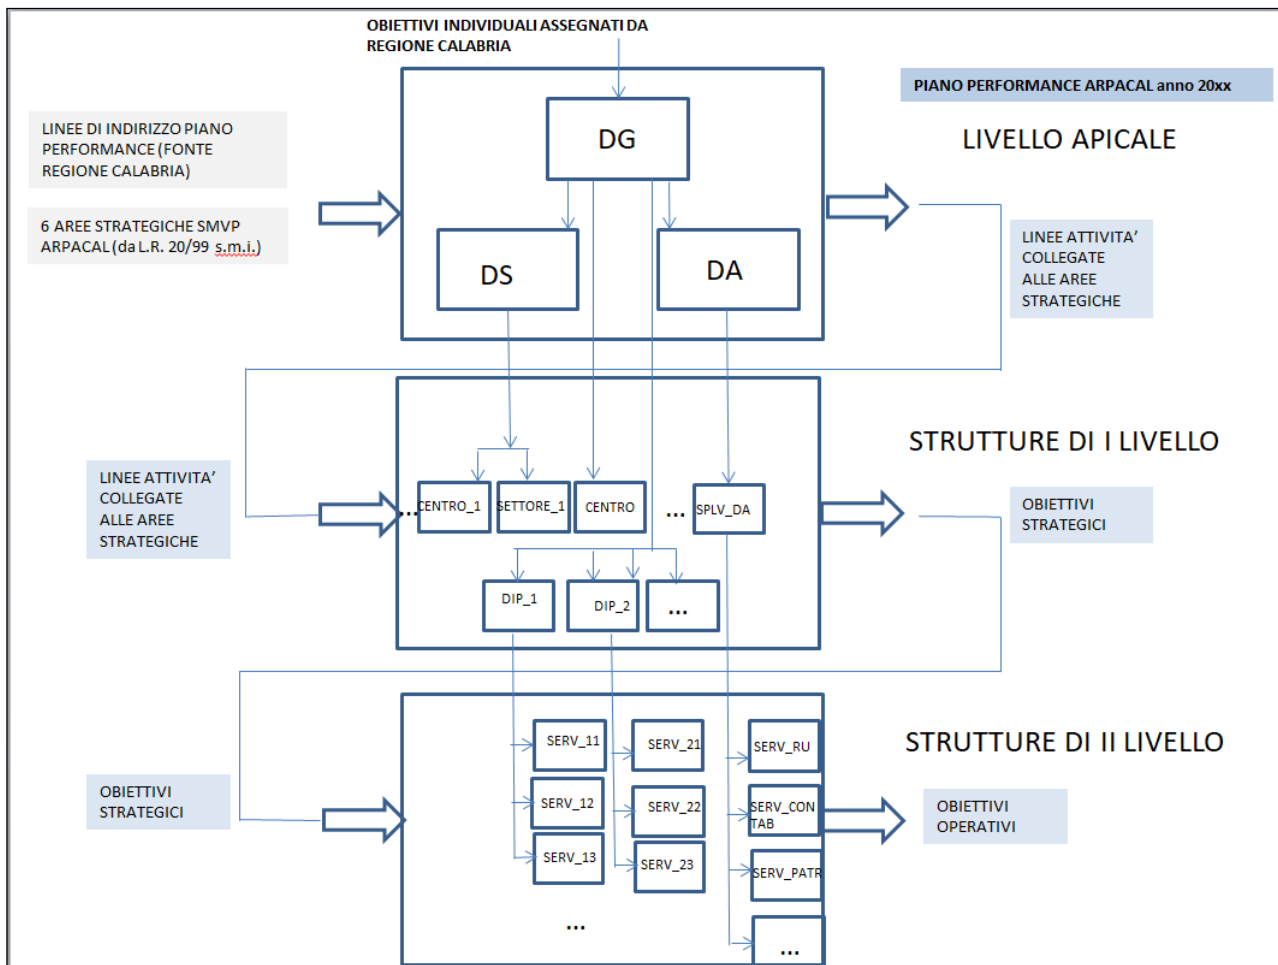 OBIETTIVI INDIVIDUALI ASSEGNATI DA
REGIONE CALABRIA
PIANO PERFORMANCE ARPACAL anno 20xx
LINEE DI INDIRIZZO PIANO
PERFORMANCE (FONTE
REGIONE CALABRIA)
6 AREE STRATEGICHE SMVP
ARPACAL (da L.R. 20/99 s.m.i.)
DG
DS
DA
LIVELLO APICALE
LINEE ATTIVITA’
COLLEGATE
ALLE AREE
STRATEGICHE
STRUTTURE DI I LIVELLO
LINEE ATTIVITA’
COLLEGATE
ALLE AREE
STRATEGICHE
...
CENTRO_1
SETTORE_1
CENTRO
...
SPLV_DA
DIP_1
DIP_2
...
OBIETTIVI
STRATEGICI
STRUTTURE DI II LIVELLO
OBIETTIVI
STRATEGICI
SERV_11
SERV_21
SERV_RU
SERV_12
SERV_22
SERV_CON
TAB
SERV_13
SERV_23
SERV_PATR
...
...
OBIETTIVI
OPERATIVI